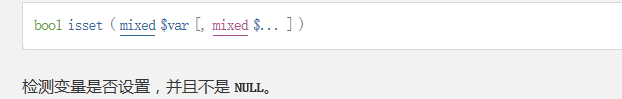 bool isset ( mixed $var [, mixed $... ] )
检测变量是否设置，并且不是 NULL。